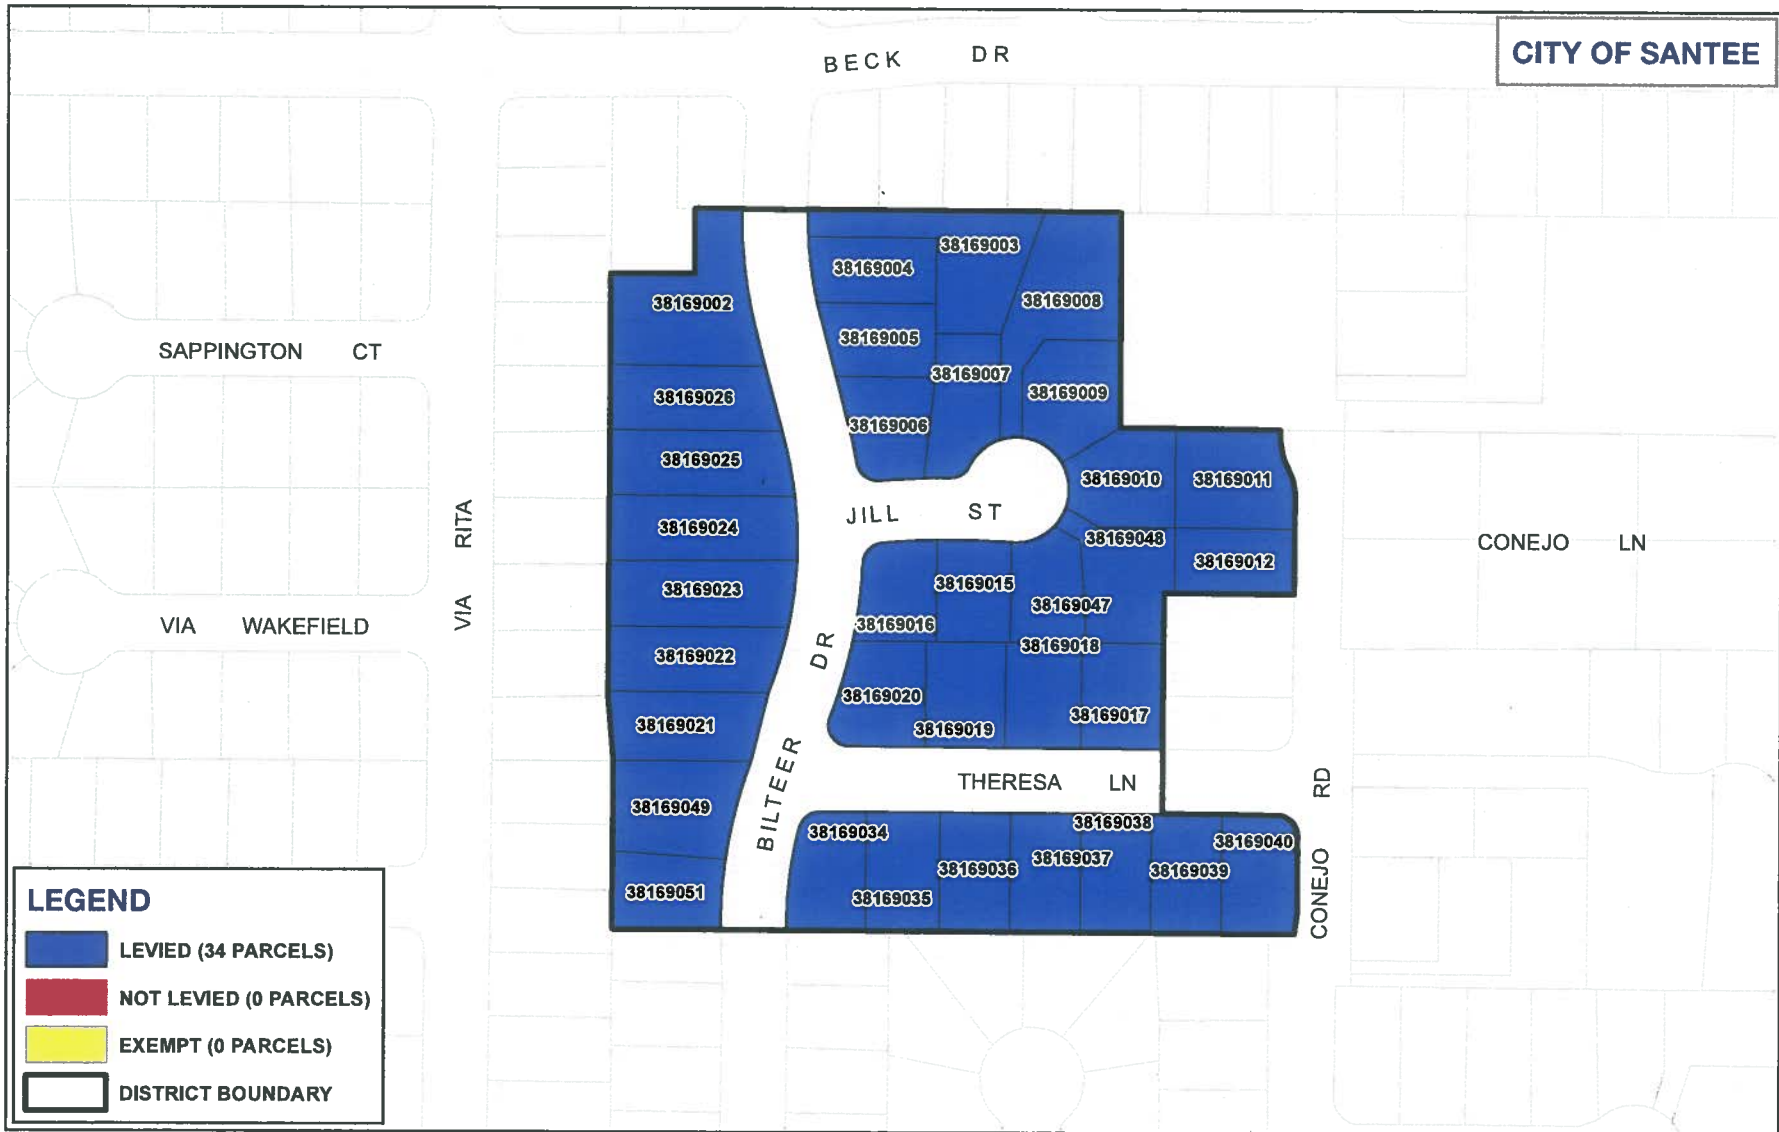 CITY OF SANTEE
BECK DR
38169003
38169004
38169002
38169008
38169005
SAPPINGTON CT
38169007
38169009
38169026
38169006
38169025
38169010
38169011
JILL ST
38169024
VIA RITA
38169048
CONEJO LN
38169012
38169015
38169023
38169047
38169016
VIA WAKEFIELD
38169018
38169022
38169020
38169017
38169021
38169019
BILTEER DR
THERESA LN
38169049
38169038
38169034
38169040
CONEJO RD
38169037
38169036
38169039
38169051
38169035
LEGEND
LEVIED (34 PARCELS)
NOT LEVIED (0 PARCELS)
EXEMPT (0 PARCELS)
DISTRICT BOUNDARY